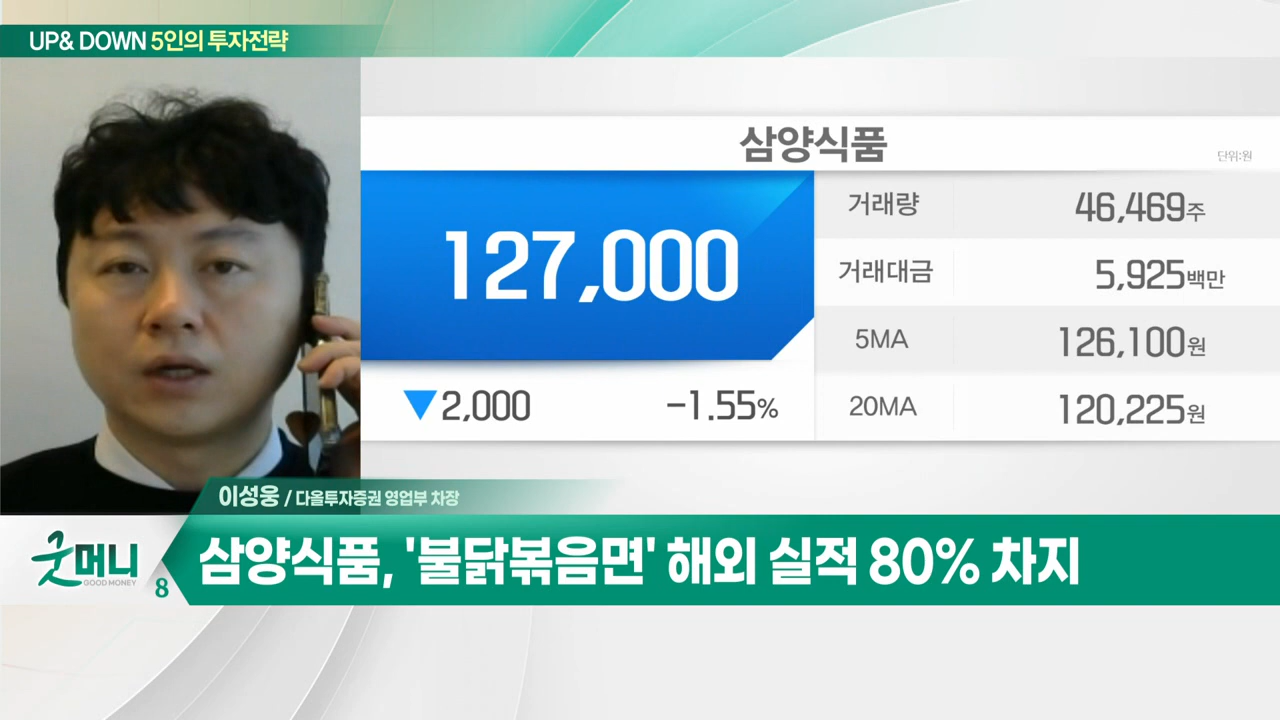 UP& DOWN 5인의 투자전략
삼양식품
단위:원
127,000
▼2,000 -1.55%
거래량 46,469주
거래대금 5,925백만
5MA 126,100원
20MA 120,225원
이성웅 / 다올투자증권 영업부 차장
굿머니
GOOD MONEY
8
삼양식품, '불닭볶음면' 해외 실적 80% 차지